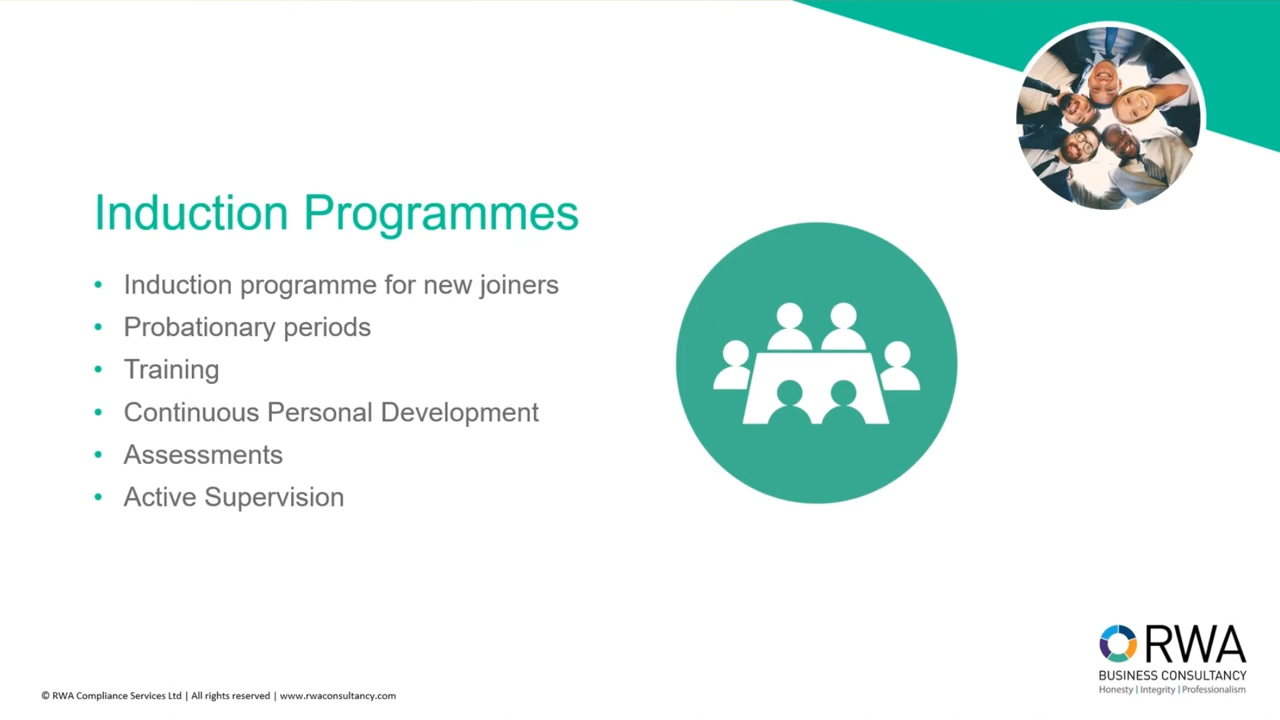 Induction Programmes
• Induction programme for new joiners
• Probationary periods
• Training
• Continuous Personal Development
• Assessments
• Active Supervision
RWA
BUSINESS CONSULTANCY
Honesty | Integrity | Professionalism
© RWA Compliance Services Ltd | All rights reserved | www.rwaconsultancy.com